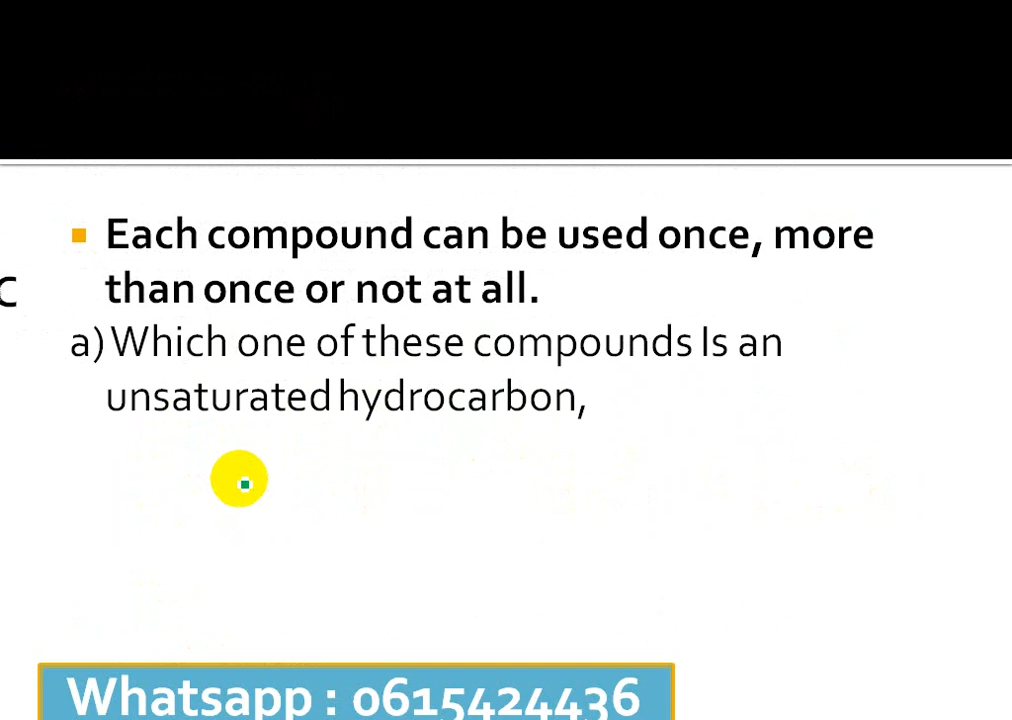 Each compound can be used once, more
C
than once or not at all.
a) Which one of these compounds Is an
unsaturated hydrocarbon,
Whatsapp : 0615424436